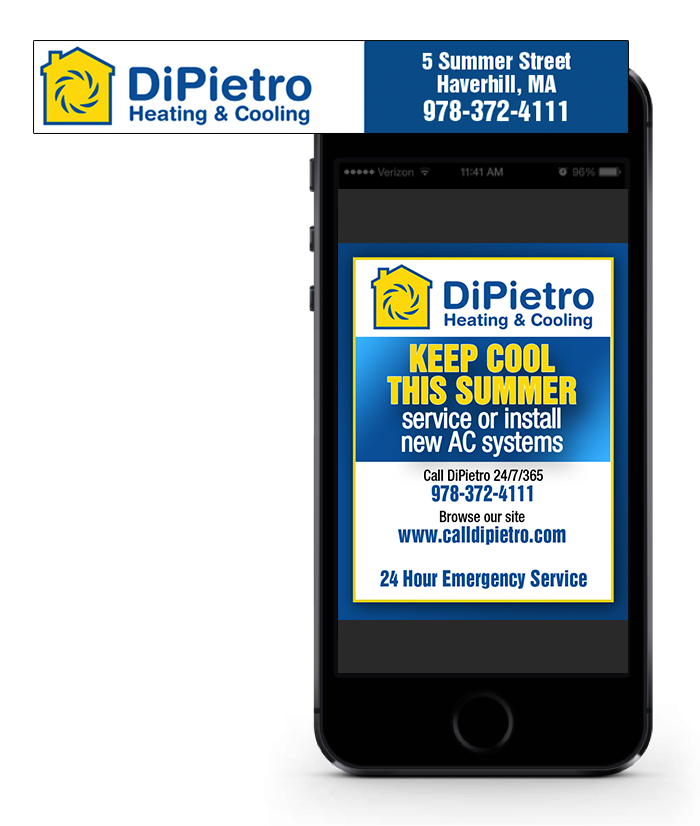 DiPietro
Heating & Cooling
5 Summer Street
Haverhill, MA
978-372-4111
Verizon 11:41 AM 96%
DiPietro
Heating & Cooling
KEEP COOL
THIS SUMMER
service or install
new AC systems
Call DiPietro 24/7/365
978-372-4111
Browse our site
www.calldipietro.com
24 Hour Emergency Service